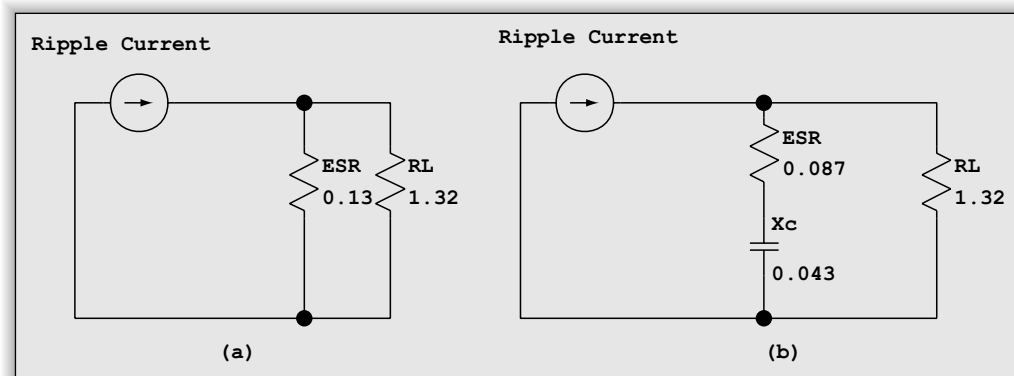 Ripple Current
ESR
0.13
RL
1.32
(a)
Ripple Current
ESR
0.087
Xc
0.043
RL
1.32
(b)